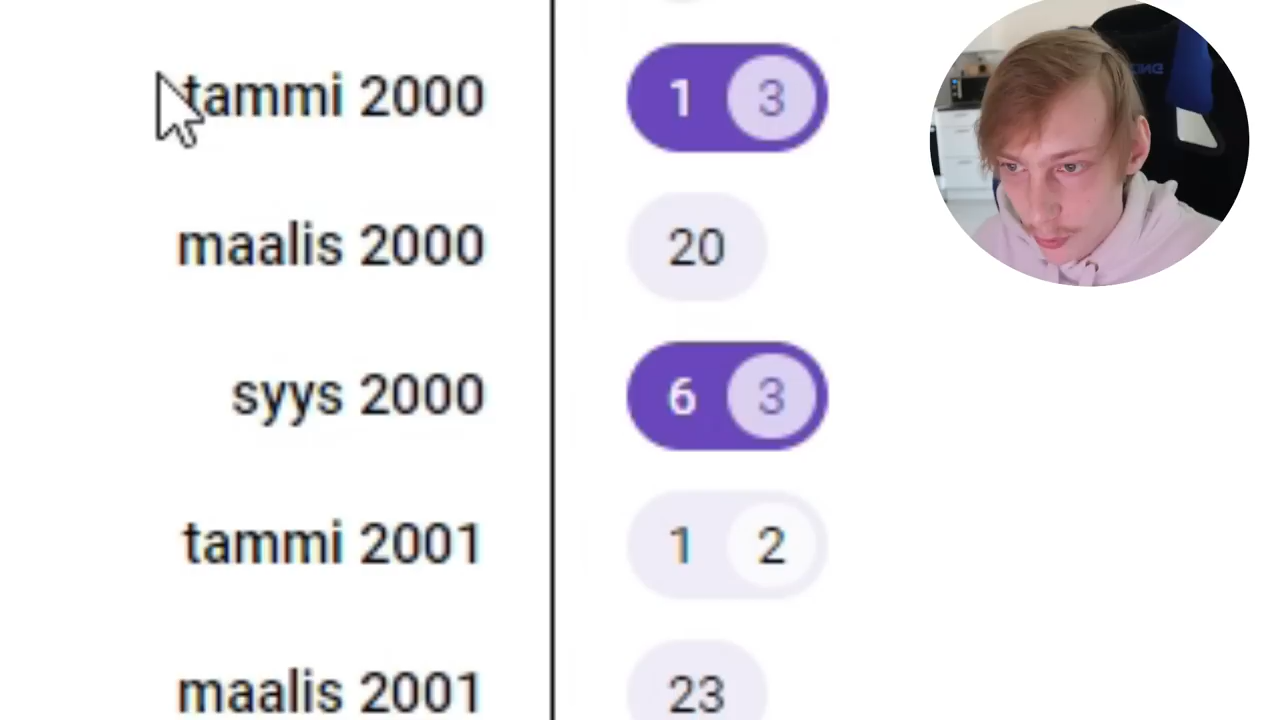 tammi 2000 1 3
maalis 2000 20
syys 2000 6 3
tammi 2001 1 2
maalis 2001 23